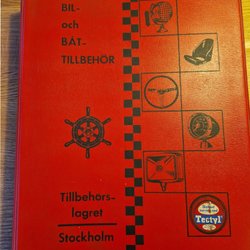 BIL-
och
BÅT-
TILLBEHÖR
Tillbehörs-
lagret
Stockholm
Tectyl